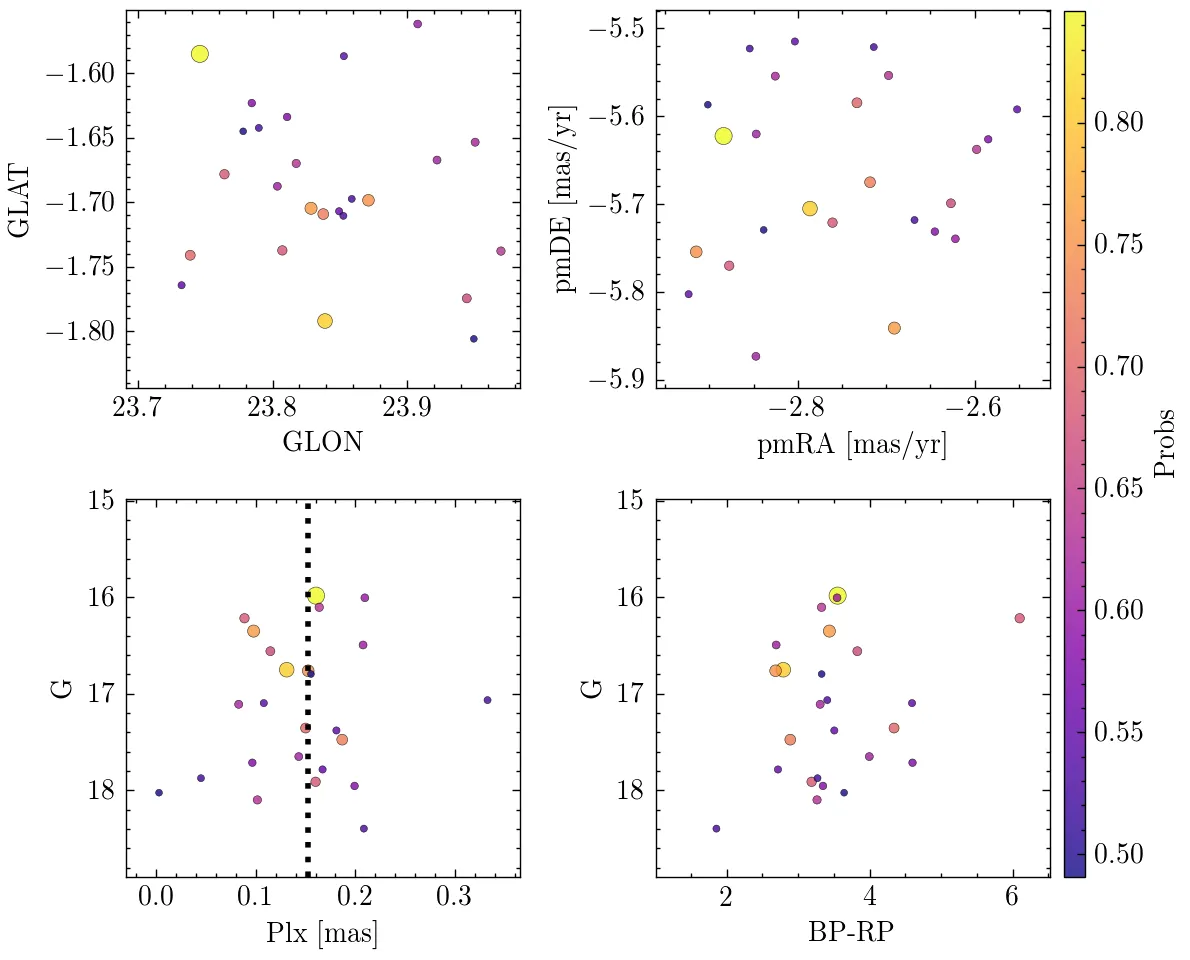 −1.60
−1.65
−1.70
−1.75
−1.80
GLAT
23.7 23.8 23.9
GLON
−5.5
−5.6
−5.7
−5.8
−5.9
pmDE [mas/yr]
−2.8 −2.6
pmRA [mas/yr]
15
16
17
18
G
0.0 0.1 0.2 0.3
Plx [mas]
15
16
17
18
G
2 4 6
BP-RP
0.80
0.75
0.70
0.65
0.60
0.55
0.50
Probs